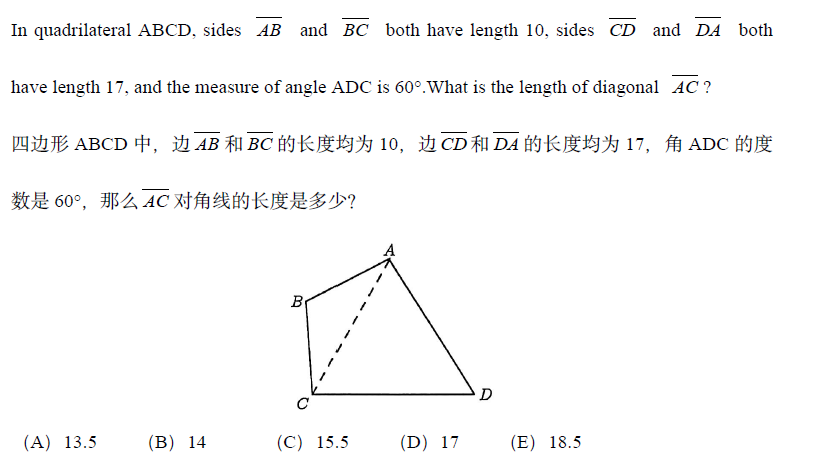 In quadrilateral ABCD, sides AB and BC both have length 10, sides CD and DA both
have length 17, and the measure of angle ADC is 60°.What is the length of diagonal AC ?
四边形 ABCD 中，边 AB 和 BC 的长度均为 10，边 CD 和 DA 的长度均为 17，角 ADC 的度
数是 60°，那么 AC 对角线的长度是多少?
A
B
C
D
(A) 13.5 (B) 14 (C) 15.5 (D) 17 (E) 18.5